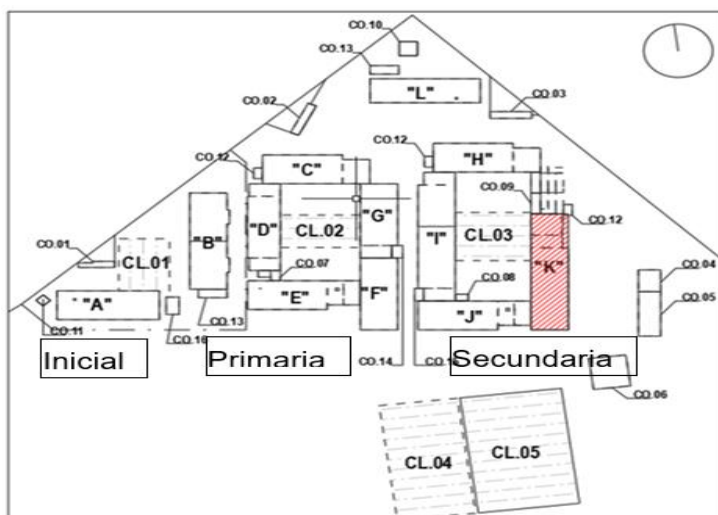 CO.10
CO.13
CO.02
"L"
CO.03
CO.12
"C"
CO.12
"H"
CO.09
CO.12
"B"
"D"
CL.02
"G"
"I"
CL.03
CO.01
CL.01
CO.07
CO.08
"K"
CO.04
CO.05
"A"
"E"
"F"
"J"
CO.11
CO.16
CO.13
Inicial
Primaria
Secundaria
CO.14
CO.06
CL.04
CL.05